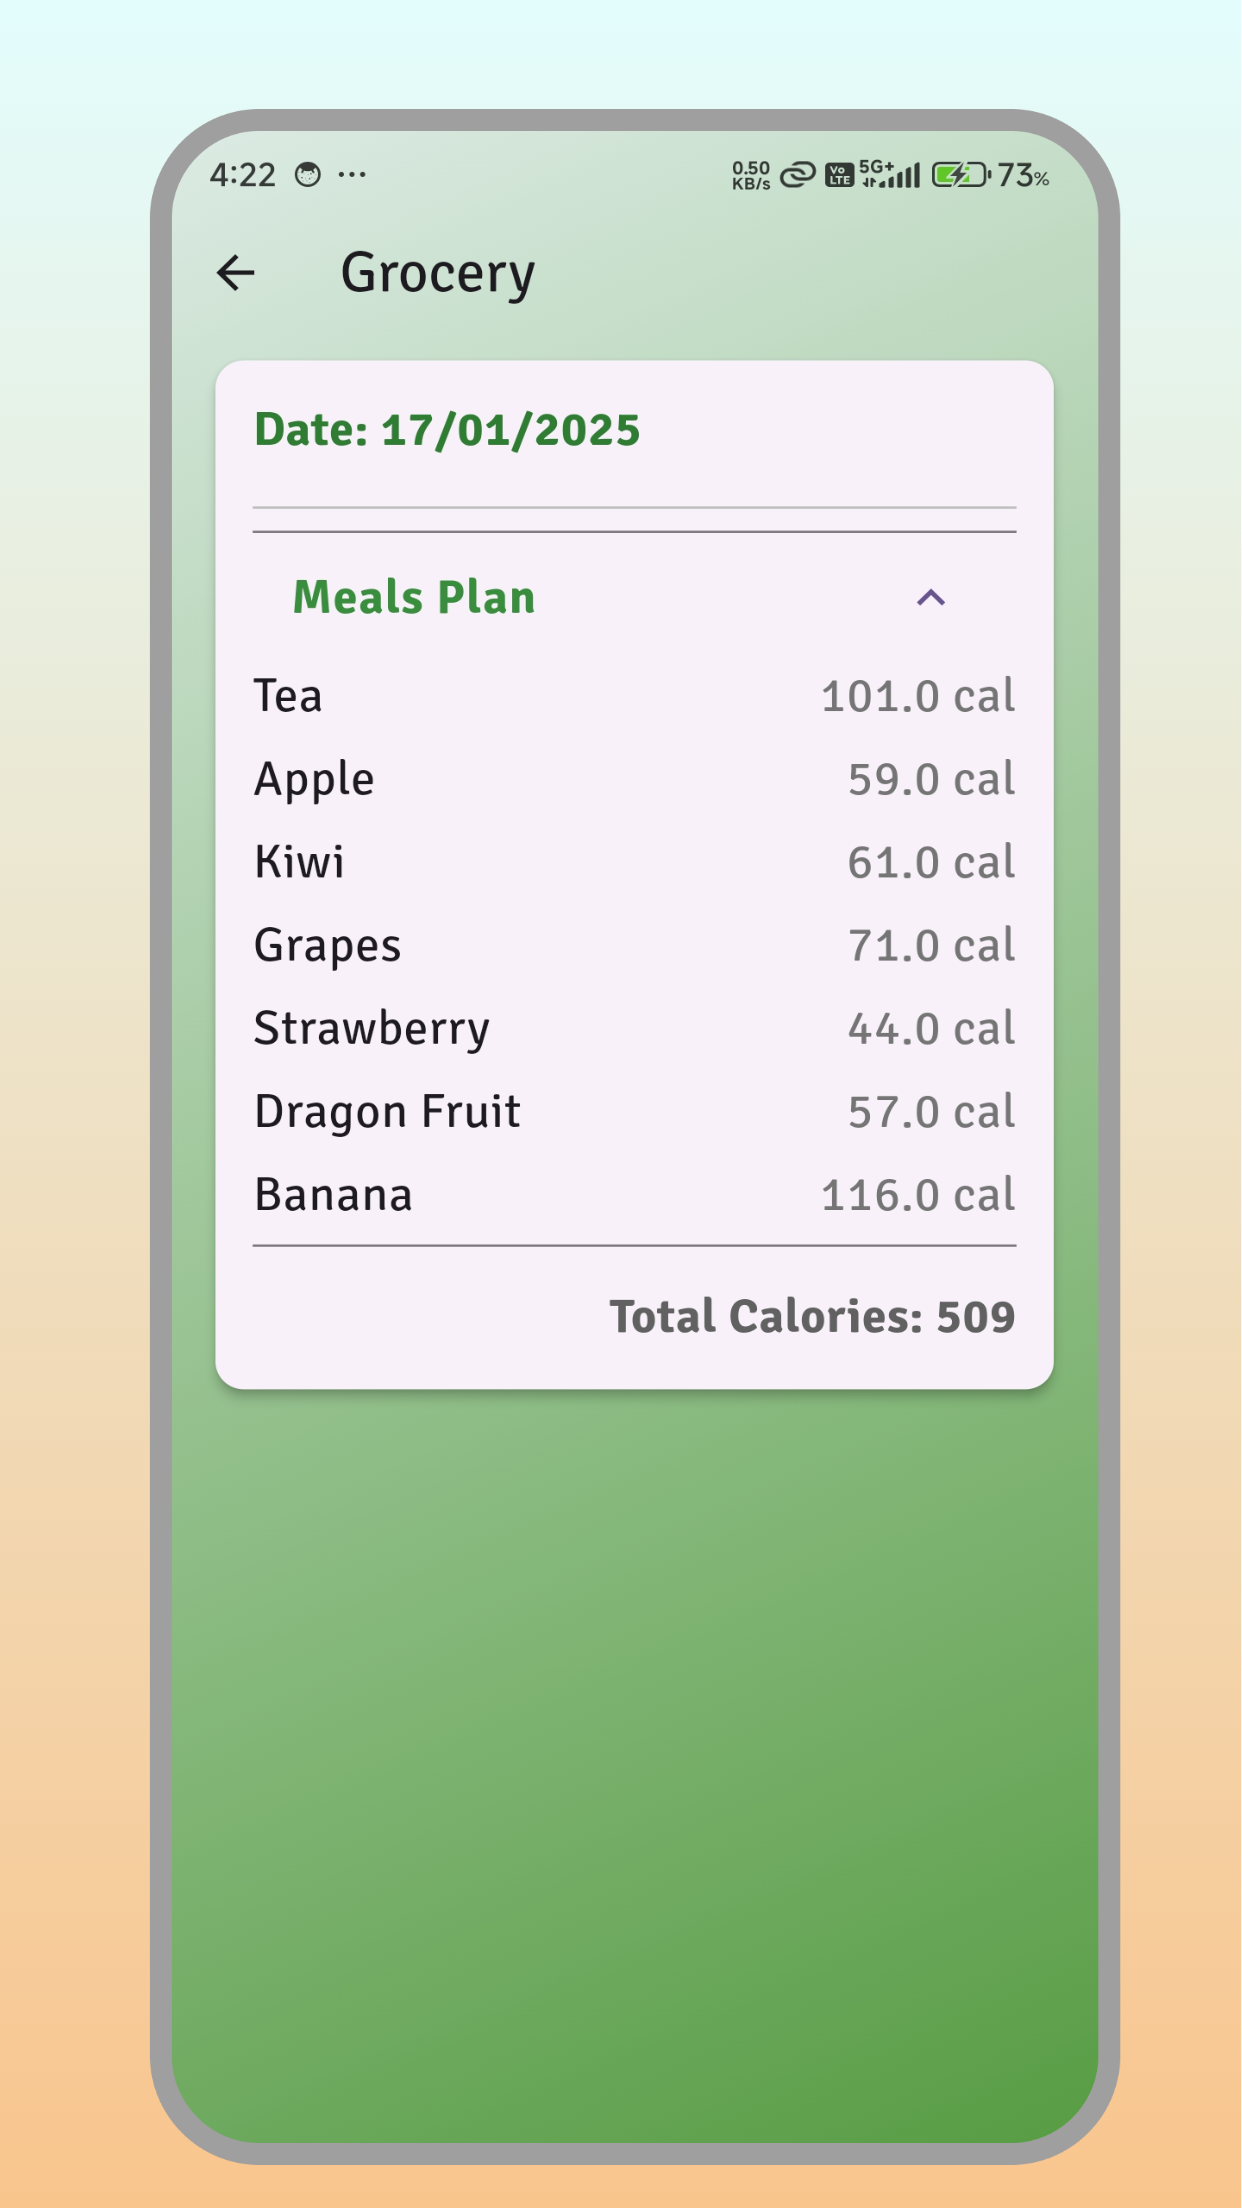 4:22 ... 0.50 KB/s Vo LTE 5G+ 73%
Grocery
Date: 17/01/2025
Meals Plan
Tea 101.0 cal
Apple 59.0 cal
Kiwi 61.0 cal
Grapes 71.0 cal
Strawberry 44.0 cal
Dragon Fruit 57.0 cal
Banana 116.0 cal
Total Calories: 509